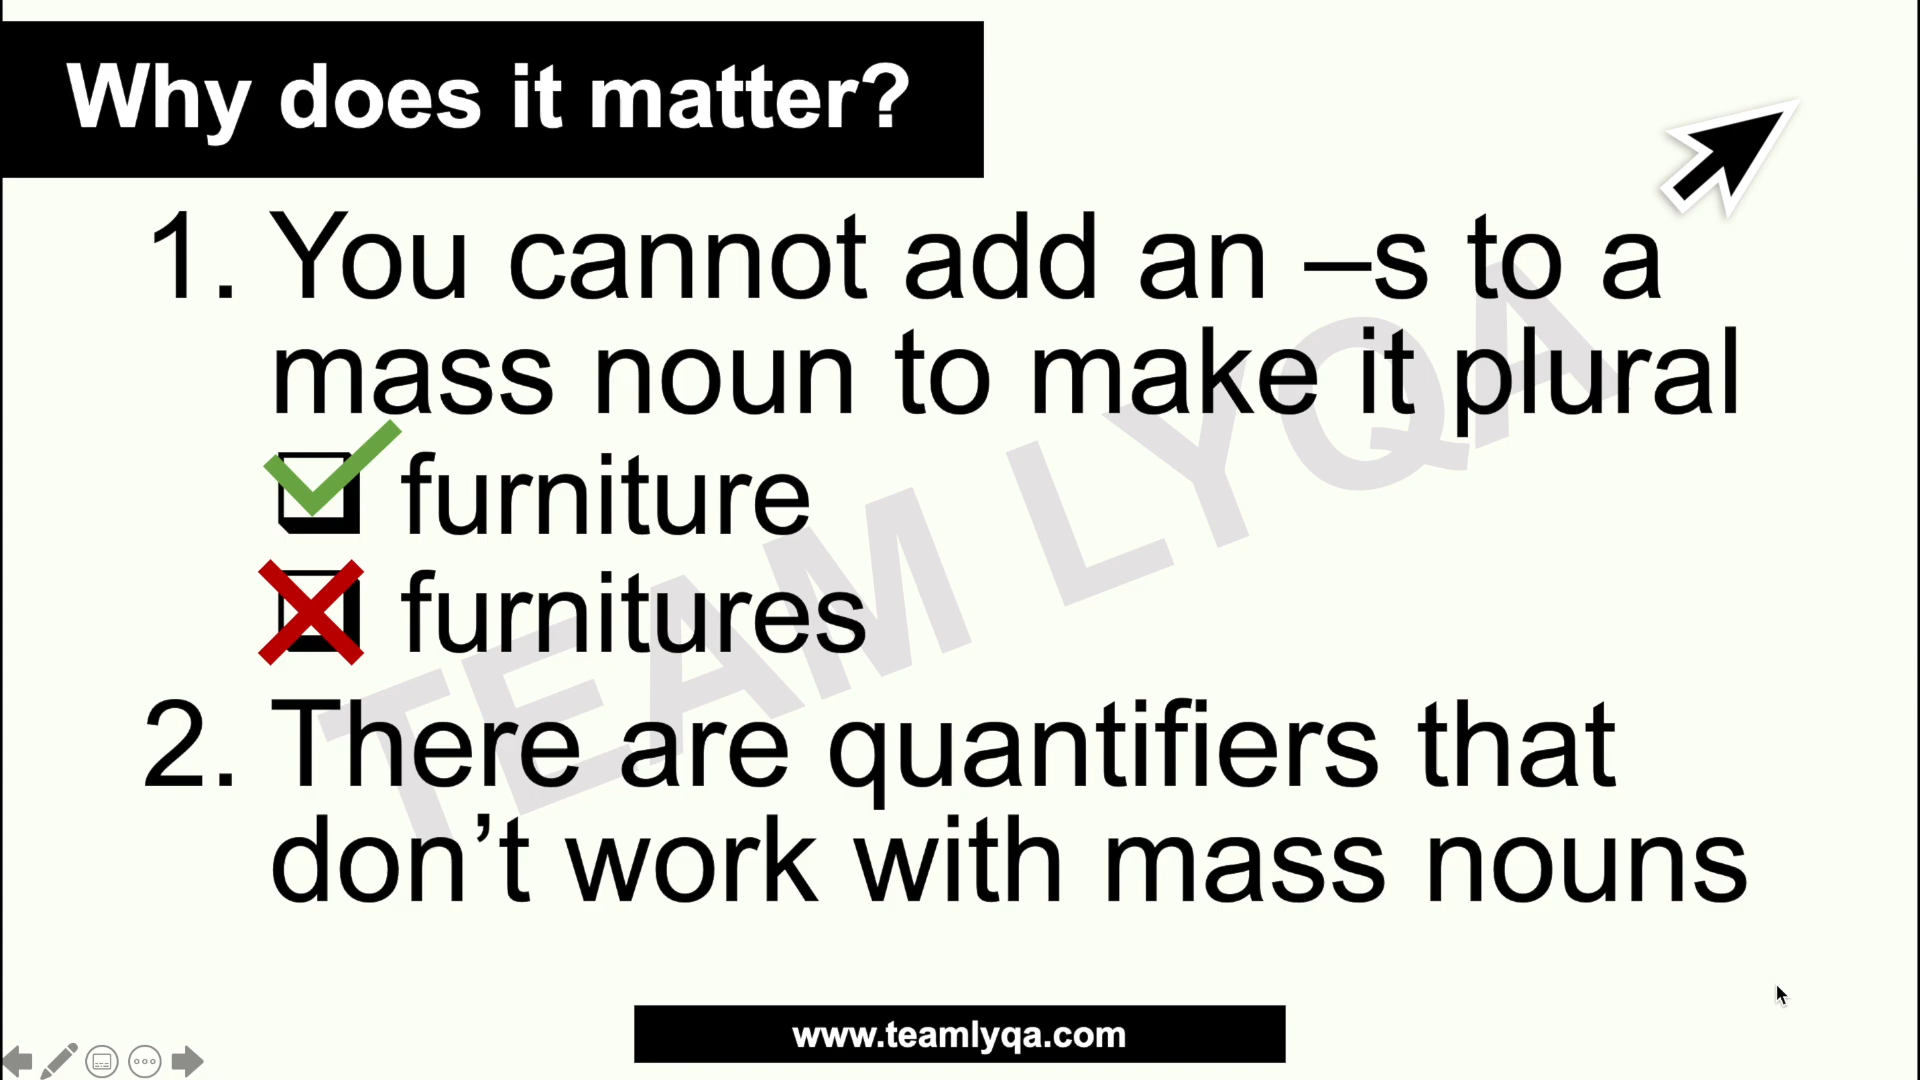 Why does it matter?
1. You cannot add an –s to a
mass noun to make it plural
furniture
furnitures
2. There are quantifiers that
don’t work with mass nouns
TEAM LYQA
www.teamlyqa.com